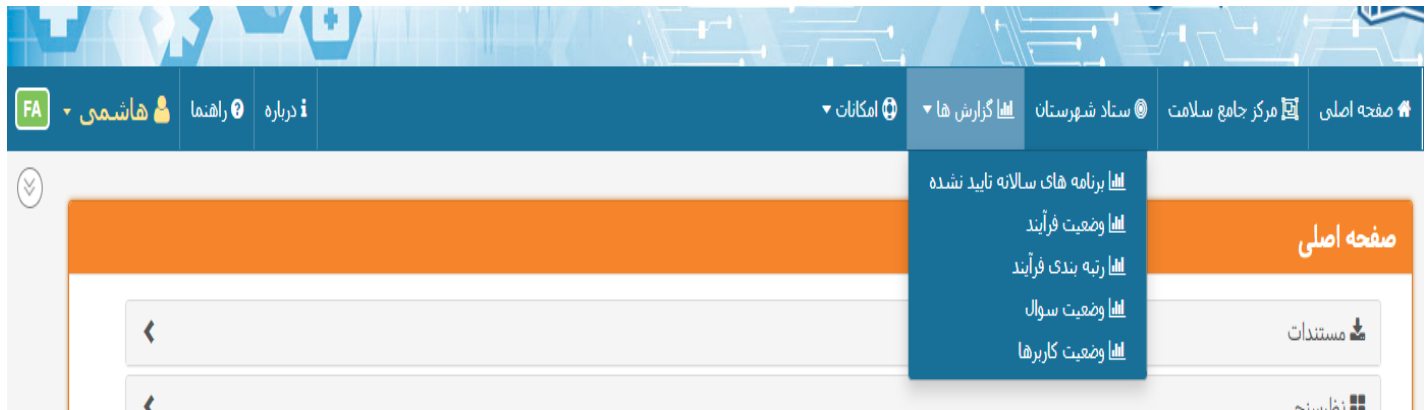 صفحه اصلی مرکز جامع سلامت ستاد شهرستان گزارش ها امکانات درباره راهنما هاشمی FA
برنامه های سالانه تایید نشده
وضعیت فرآیند
رتبه بندی فرآیند
وضعیت سوال
وضعیت کاربرها
صفحه اصلی
مستندات